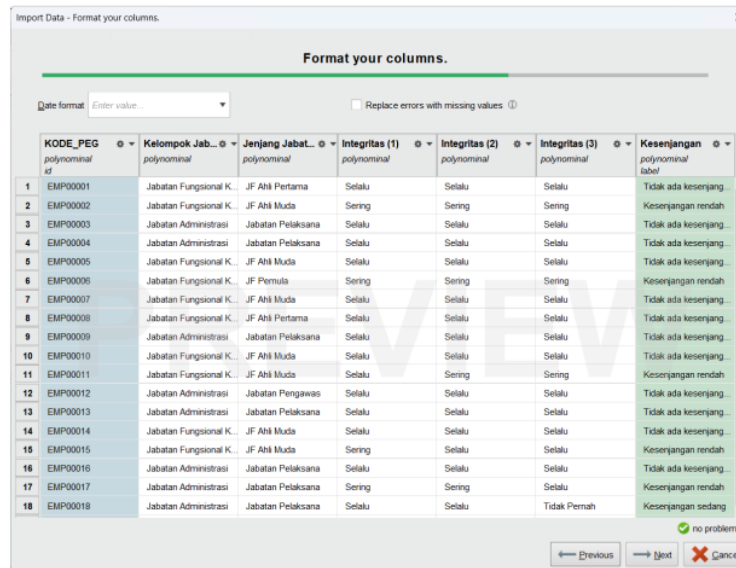 Import Data - Format your columns.
Format your columns.
Date format Enter value... Replace errors with missing values
KODE_PEG Kelompok Jab... Jenjang Jabat... Integritas (1) Integritas (2) Integritas (3) Kesenjangan
polynominal polynominal polynominal polynominal polynominal polynominal polynominal
id label
1 EMP00001 Jabatan Fungsional K... JF Ahli Pertama Selalu Selalu Selalu Tidak ada kesenjang...
2 EMP00002 Jabatan Fungsional K... JF Ahli Muda Sering Sering Sering Kesenjangan rendah
3 EMP00003 Jabatan Administrasi Jabatan Pelaksana Selalu Selalu Selalu Tidak ada kesenjang...
4 EMP00004 Jabatan Administrasi Jabatan Pelaksana Selalu Selalu Selalu Tidak ada kesenjang...
5 EMP00005 Jabatan Fungsional K... JF Ahli Muda Selalu Selalu Selalu Tidak ada kesenjang...
6 EMP00006 Jabatan Fungsional K... JF Pemula Sering Sering Sering Kesenjangan rendah
7 EMP00007 Jabatan Fungsional K... JF Ahli Muda Selalu Selalu Selalu Tidak ada kesenjang...
8 EMP00008 Jabatan Fungsional K... JF Ahli Pertama Selalu Selalu Selalu Tidak ada kesenjang...
9 EMP00009 Jabatan Administrasi Jabatan Pelaksana Selalu Selalu Selalu Tidak ada kesenjang...
10 EMP00010 Jabatan Fungsional K... JF Ahli Muda Selalu Selalu Selalu Tidak ada kesenjang...
11 EMP00011 Jabatan Fungsional K... JF Ahli Muda Selalu Sering Sering Kesenjangan rendah
12 EMP00012 Jabatan Administrasi Jabatan Pengawas Selalu Selalu Selalu Tidak ada kesenjang...
13 EMP00013 Jabatan Administrasi Jabatan Pelaksana Selalu Selalu Selalu Tidak ada kesenjang...
14 EMP00014 Jabatan Fungsional K... JF Ahli Muda Selalu Selalu Selalu Tidak ada kesenjang...
15 EMP00015 Jabatan Fungsional K... JF Ahli Muda Sering Selalu Selalu Kesenjangan rendah
16 EMP00016 Jabatan Administrasi Jabatan Pelaksana Selalu Selalu Selalu Tidak ada kesenjang...
17 EMP00017 Jabatan Administrasi Jabatan Pelaksana Sering Sering Selalu Kesenjangan rendah
18 EMP00018 Jabatan Administrasi Jabatan Pelaksana Selalu Selalu Tidak Pernah Kesenjangan sedang
PREVIEW
no problem
Previous Next Cance